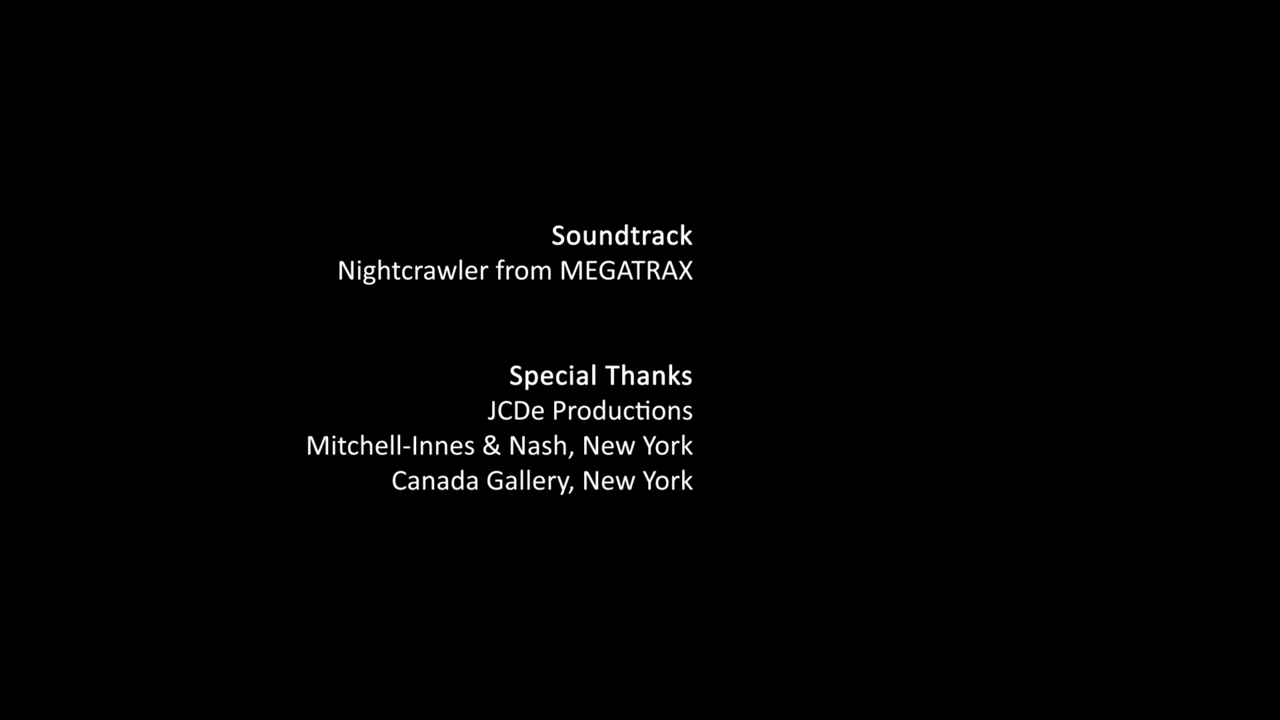 Soundtrack
Nightcrawler from MEGATRAX
Special Thanks
JCDe Productions
Mitchell-Innes & Nash, New York
Canada Gallery, New York